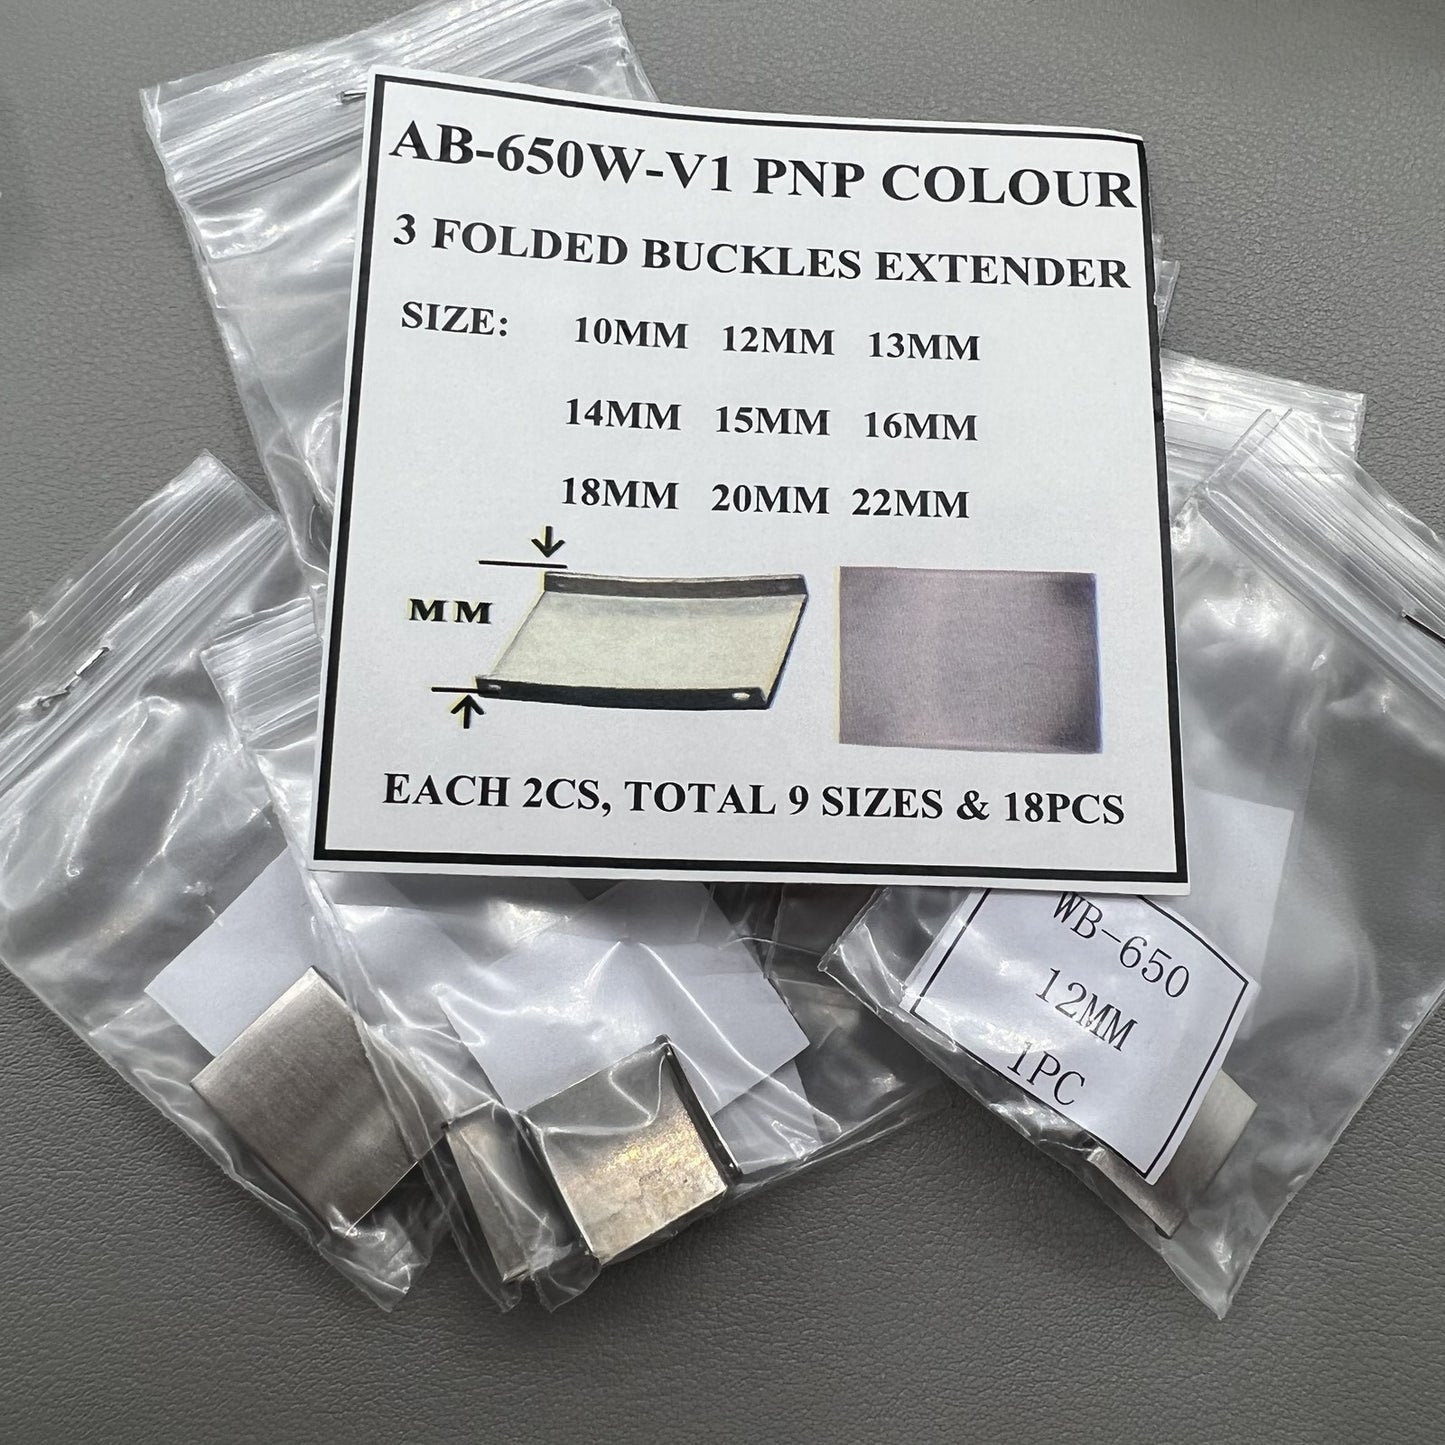 AB-650W-V1 PNP COLOUR
3 FOLDED BUCKLES EXTENDER
SIZE: 10MM 12MM 13MM
14MM 15MM 16MM
18MM 20MM 22MM
MM
EACH 2CS, TOTAL 9 SIZES & 18PCS
WB-650
12MM
1PC